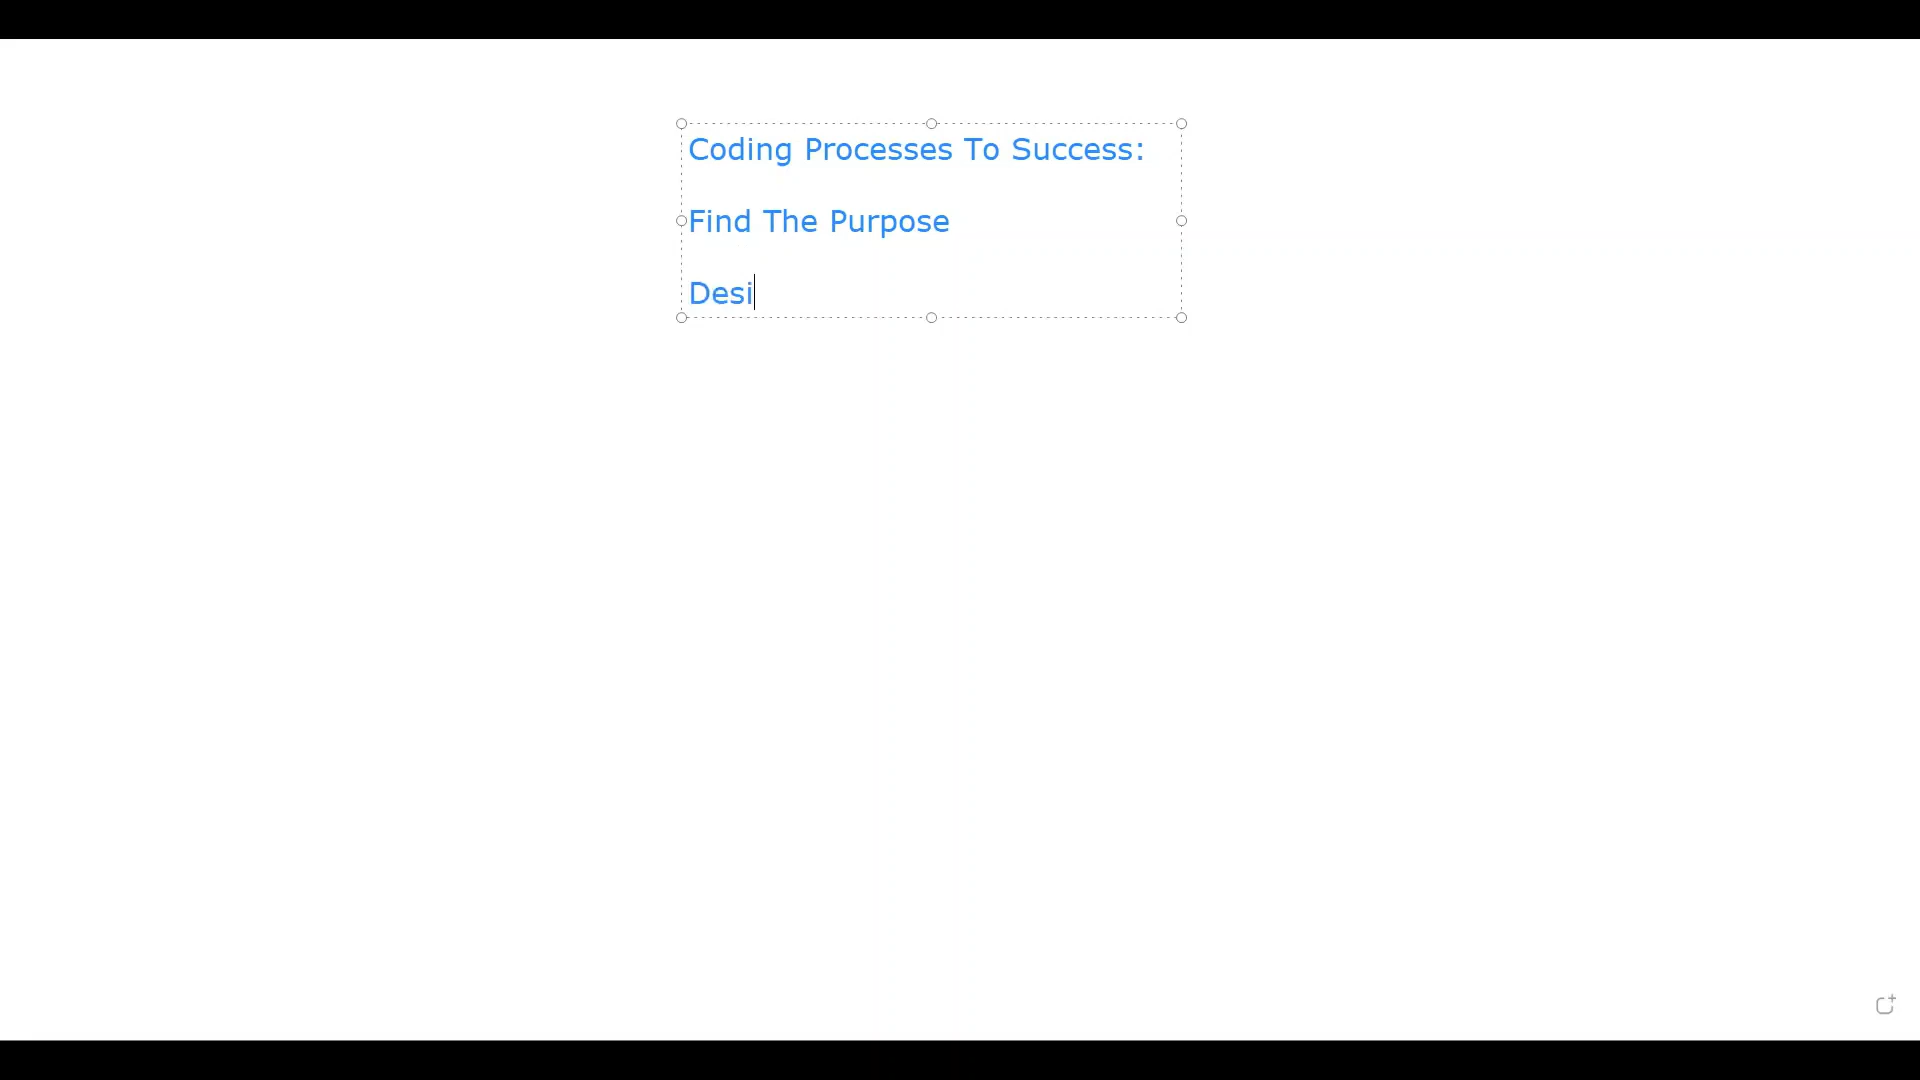 Coding Processes To Success:
Find The Purpose
Desi